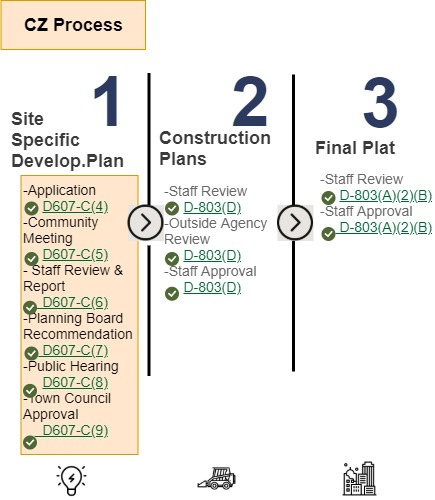 CZ Process
1
Site
Specific
Develop.Plan
-Application
D607-C(4)
-Community
Meeting
D607-C(5)
- Staff Review &
Report
D607-C(6)
-Planning Board
Recommendation
D607-C(7)
-Public Hearing
D607-C(8)
-Town Council
Approval
D607-C(9)
2
Construction
Plans
-Staff Review
D-803(D)
-Outside Agency
Review
D-803(D)
-Staff Approval
D-803(D)
3
Final Plat
-Staff Review
D-803(A)(2)(B)
-Staff Approval
D-803(A)(2)(B)